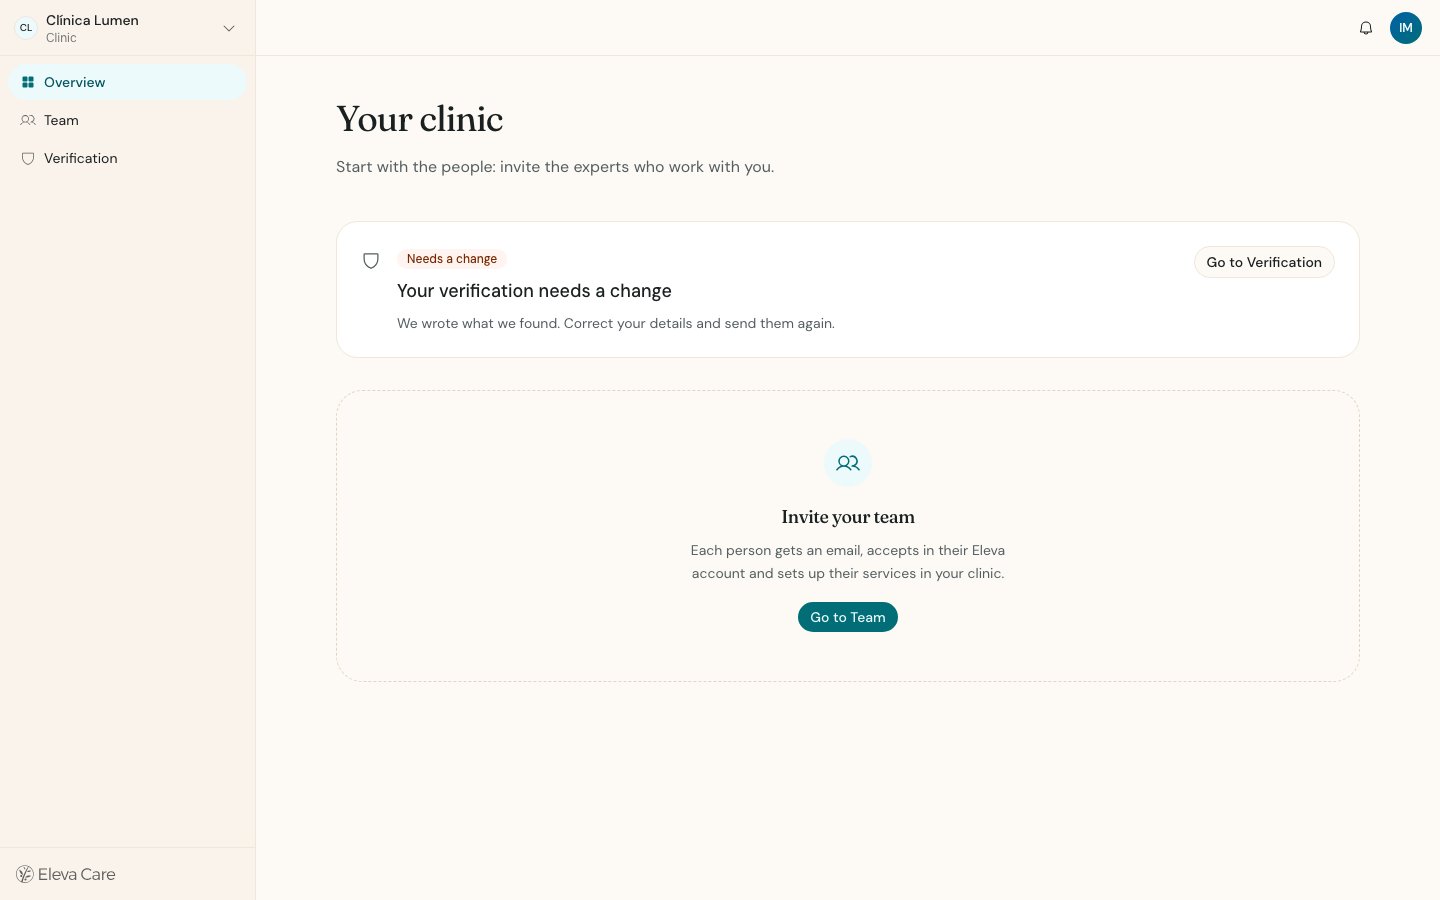 CL
Clínica Lumen
Clinic
IM
Overview
Team
Verification
Your clinic
Start with the people: invite the experts who work with you.
Needs a change
Your verification needs a change
We wrote what we found. Correct your details and send them again.
Go to Verification
Invite your team
Each person gets an email, accepts in their Eleva
account and sets up their services in your clinic.
Go to Team
Eleva Care